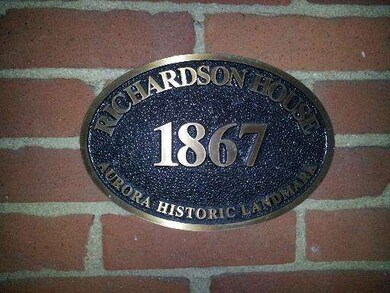 RICHARDSON HOUSE
1867
AURORA HISTORIC LANDMARK